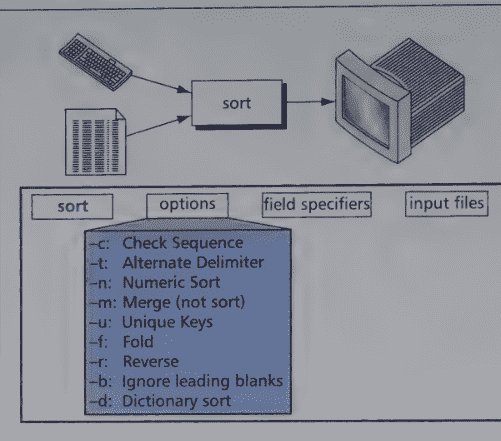 sort
sort options field specifiers input files
–c: Check Sequence
–t: Alternate Delimiter
–n: Numeric Sort
–m: Merge (not sort)
–u: Unique Keys
–f: Fold
–r: Reverse
–b: Ignore leading blanks
–d: Dictionary sort